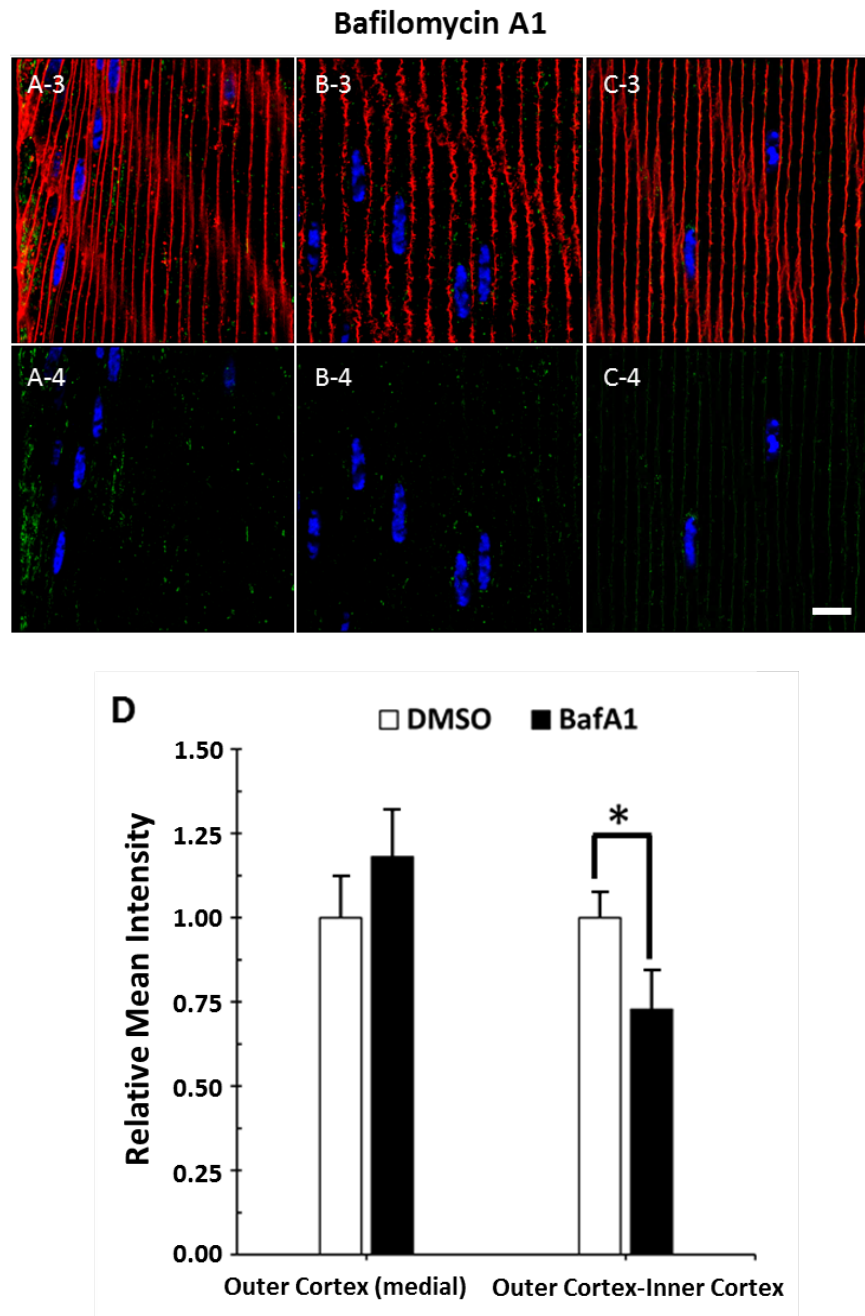 Bafilomycin A1
A-3 B-3 C-3
A-4 B-4 C-4
D
DMSO BafA1
Relative Mean Intensity
1.50
1.25
1.00
0.75
0.50
0.25
0.00
*
Outer Cortex (medial) Outer Cortex-Inner Cortex